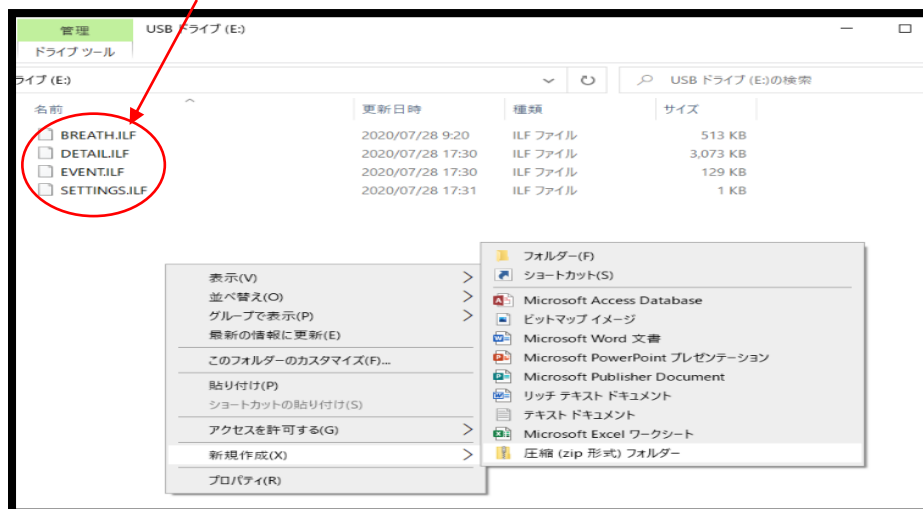 管理
USB ドライブ (E:)
ドライブ ツール
ライブ (E:)
USB ドライブ (E:)の検索
名前 更新日時 種類 サイズ
BREATH.ILF 2020/07/28 9:20 ILF ファイル 513 KB
DETAIL.ILF 2020/07/28 17:30 ILF ファイル 3,073 KB
EVENT.ILF 2020/07/28 17:30 ILF ファイル 129 KB
SETTINGS.ILF 2020/07/28 17:31 ILF ファイル 1 KB
表示(V)
並べ替え(O)
グループで表示(P)
最新の情報に更新(E)
このフォルダーのカスタマイズ(F)...
貼り付け(P)
ショートカットの貼り付け(S)
アクセスを許可する(G)
新規作成(X)
プロパティ(R)
フォルダー(F)
ショートカット(S)
Microsoft Access Database
ビットマップ イメージ
Microsoft Word 文書
Microsoft PowerPoint プレゼンテーション
Microsoft Publisher Document
リッチ テキスト ドキュメント
テキスト ドキュメント
Microsoft Excel ワークシート
圧縮 (zip 形式) フォルダー